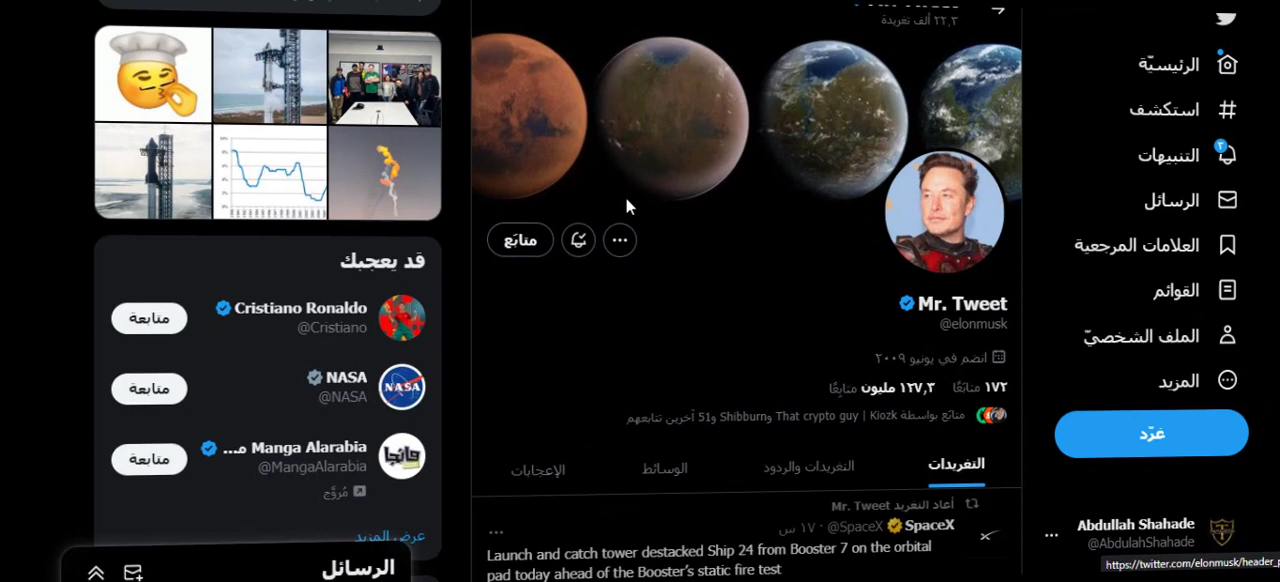 ٢٢,٣ ألف تغريدة
الرئيسيّة
استكشف
التنبيهات
٣
الرسائل
العلامات المرجعية
القوائم
الملف الشخصيّ
المزيد
غرّد
Abdullah Shahade
@AbdulahShahade
https://twitter.com/elonmusk/header_p
متابَع
Mr. Tweet
@elonmusk
انضم في يونيو ٢٠٠٩
١٧٢ متابَعًا ١٢٧,٣ مليون متابِعًا
متابَع بواسطة That crypto guy | Kiozk وShibburn و51 آخرين تتابعهم
التغريدات
التغريدات والردود
الوسائط
الإعجابات
أعاد التغريد Mr. Tweet
SpaceX @SpaceX · ١٧ س
Launch and catch tower destacked Ship 24 from Booster 7 on the orbital
pad today ahead of the Booster's static fire test
قد يعجبك
Cristiano Ronaldo
@Cristiano
متابعة
NASA
NASA
@NASA
متابعة
مانجا
Manga Alarabia مـ...
@MangaAlarabia
متابعة
مُروَّج
عرض المزيد
الرسائل